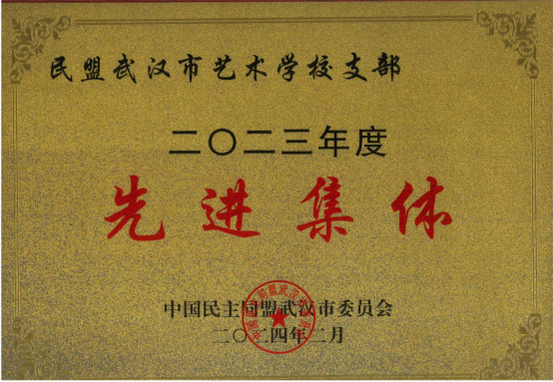 民盟武汉市艺术学校支部
二〇二三年度
先进集体
中国民主同盟武汉市委员会
二〇二四年二月